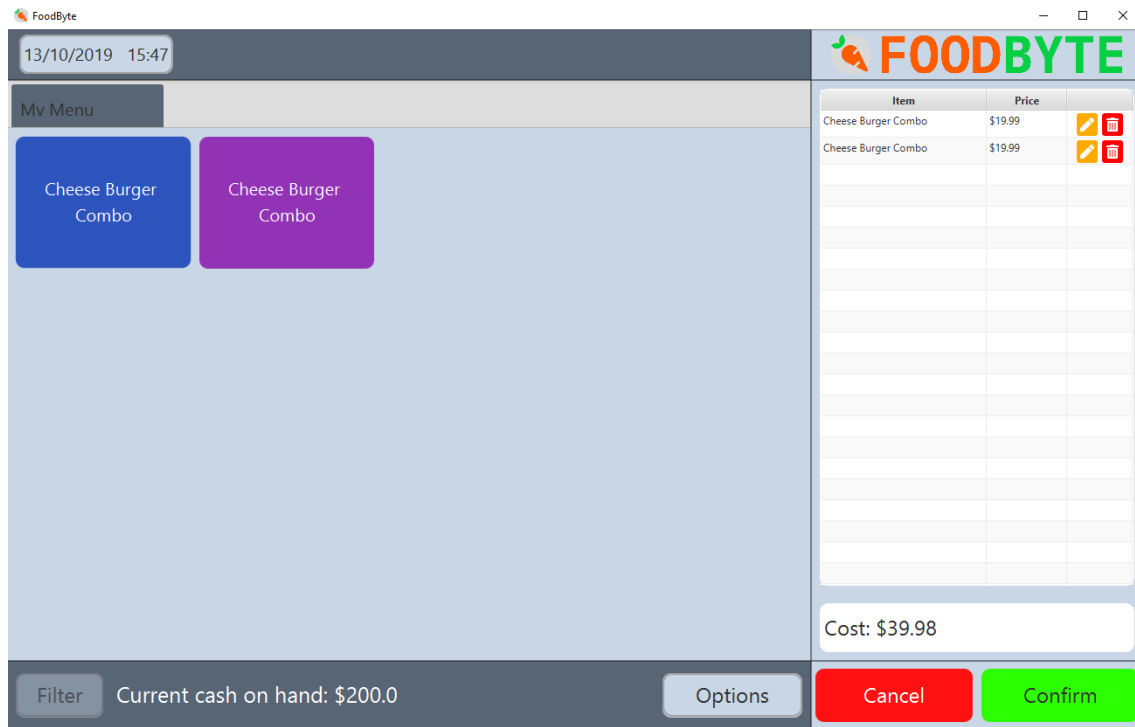 FoodByte
13/10/2019 15:47
FOODBYTE
My Menu
Cheese Burger
Combo
Cheese Burger
Combo
Item Price
Cheese Burger Combo $19.99
Cheese Burger Combo $19.99
Cost: $39.98
Filter
Current cash on hand: $200.0
Options
Cancel
Confirm